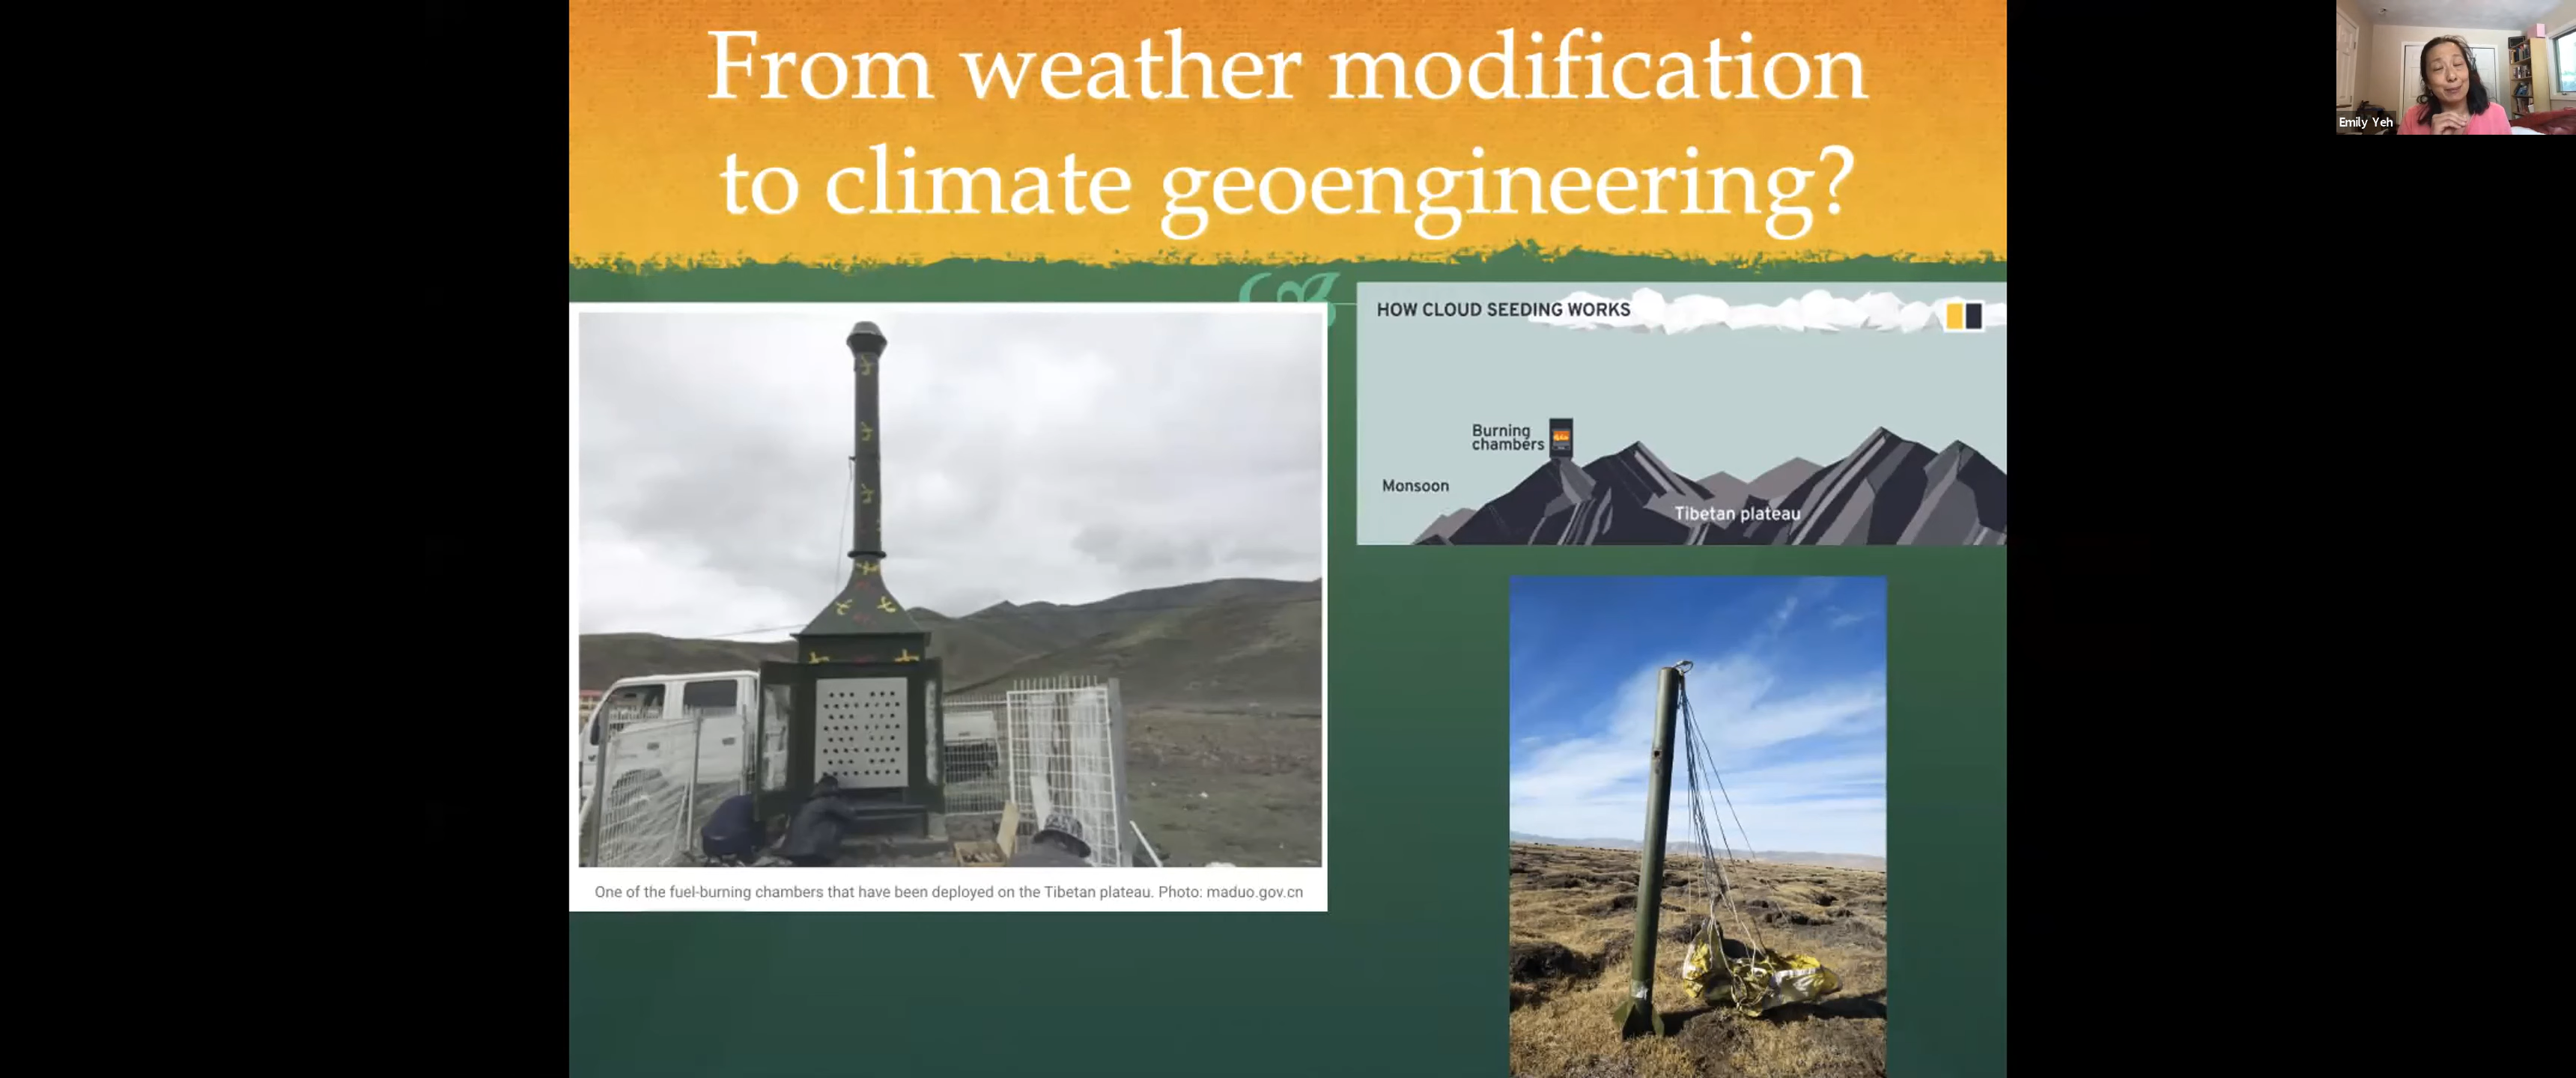 From weather modification
to climate geoengineering?
Emily Yeh
HOW CLOUD SEEDING WORKS
Burning
chambers
Monsoon
Tibetan plateau
One of the fuel-burning chambers that have been deployed on the Tibetan plateau. Photo: maduo.gov.cn